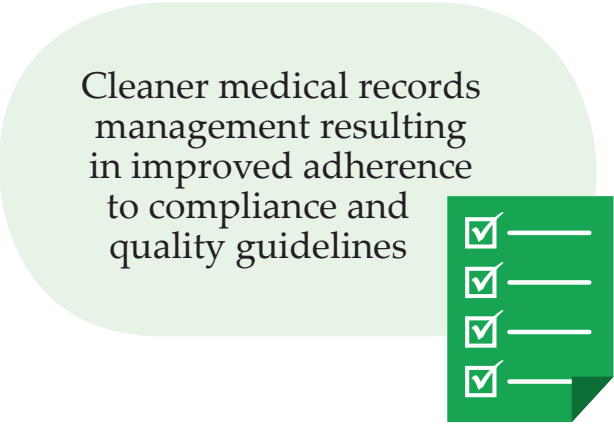 Cleaner medical records
management resulting
in improved adherence
to compliance and
quality guidelines